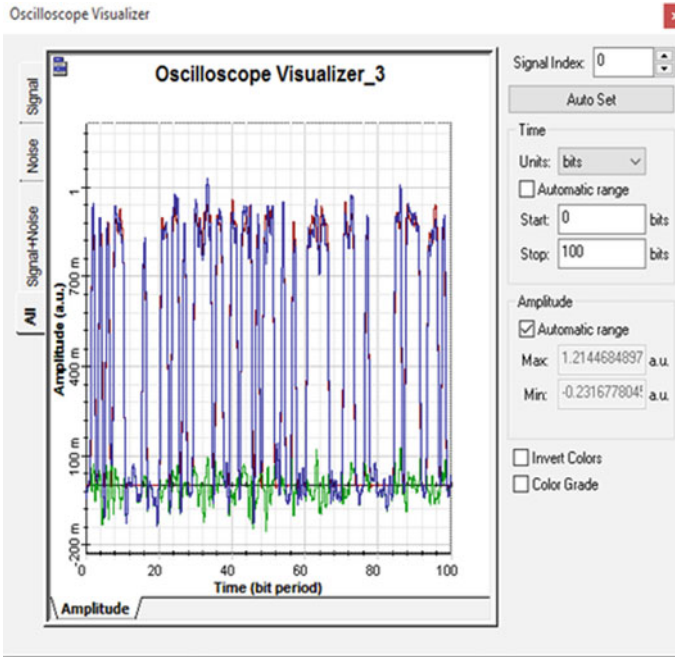 Oscilloscope Visualizer
Signal
Noise
Signal+Noise
All
Oscilloscope Visualizer_3
Amplitude (a.u.)
1
700 m
400 m
100 m
-200 m
0
20
40
60
80
100
Time (bit period)
Amplitude
Signal Index: 0
Auto Set
Time
Units: bits
Automatic range
Start: 0 bits
Stop: 100 bits
Amplitude
Automatic range
Max: 1.2144684897 a.u.
Min: -0.231677804 a.u.
Invert Colors
Color Grade